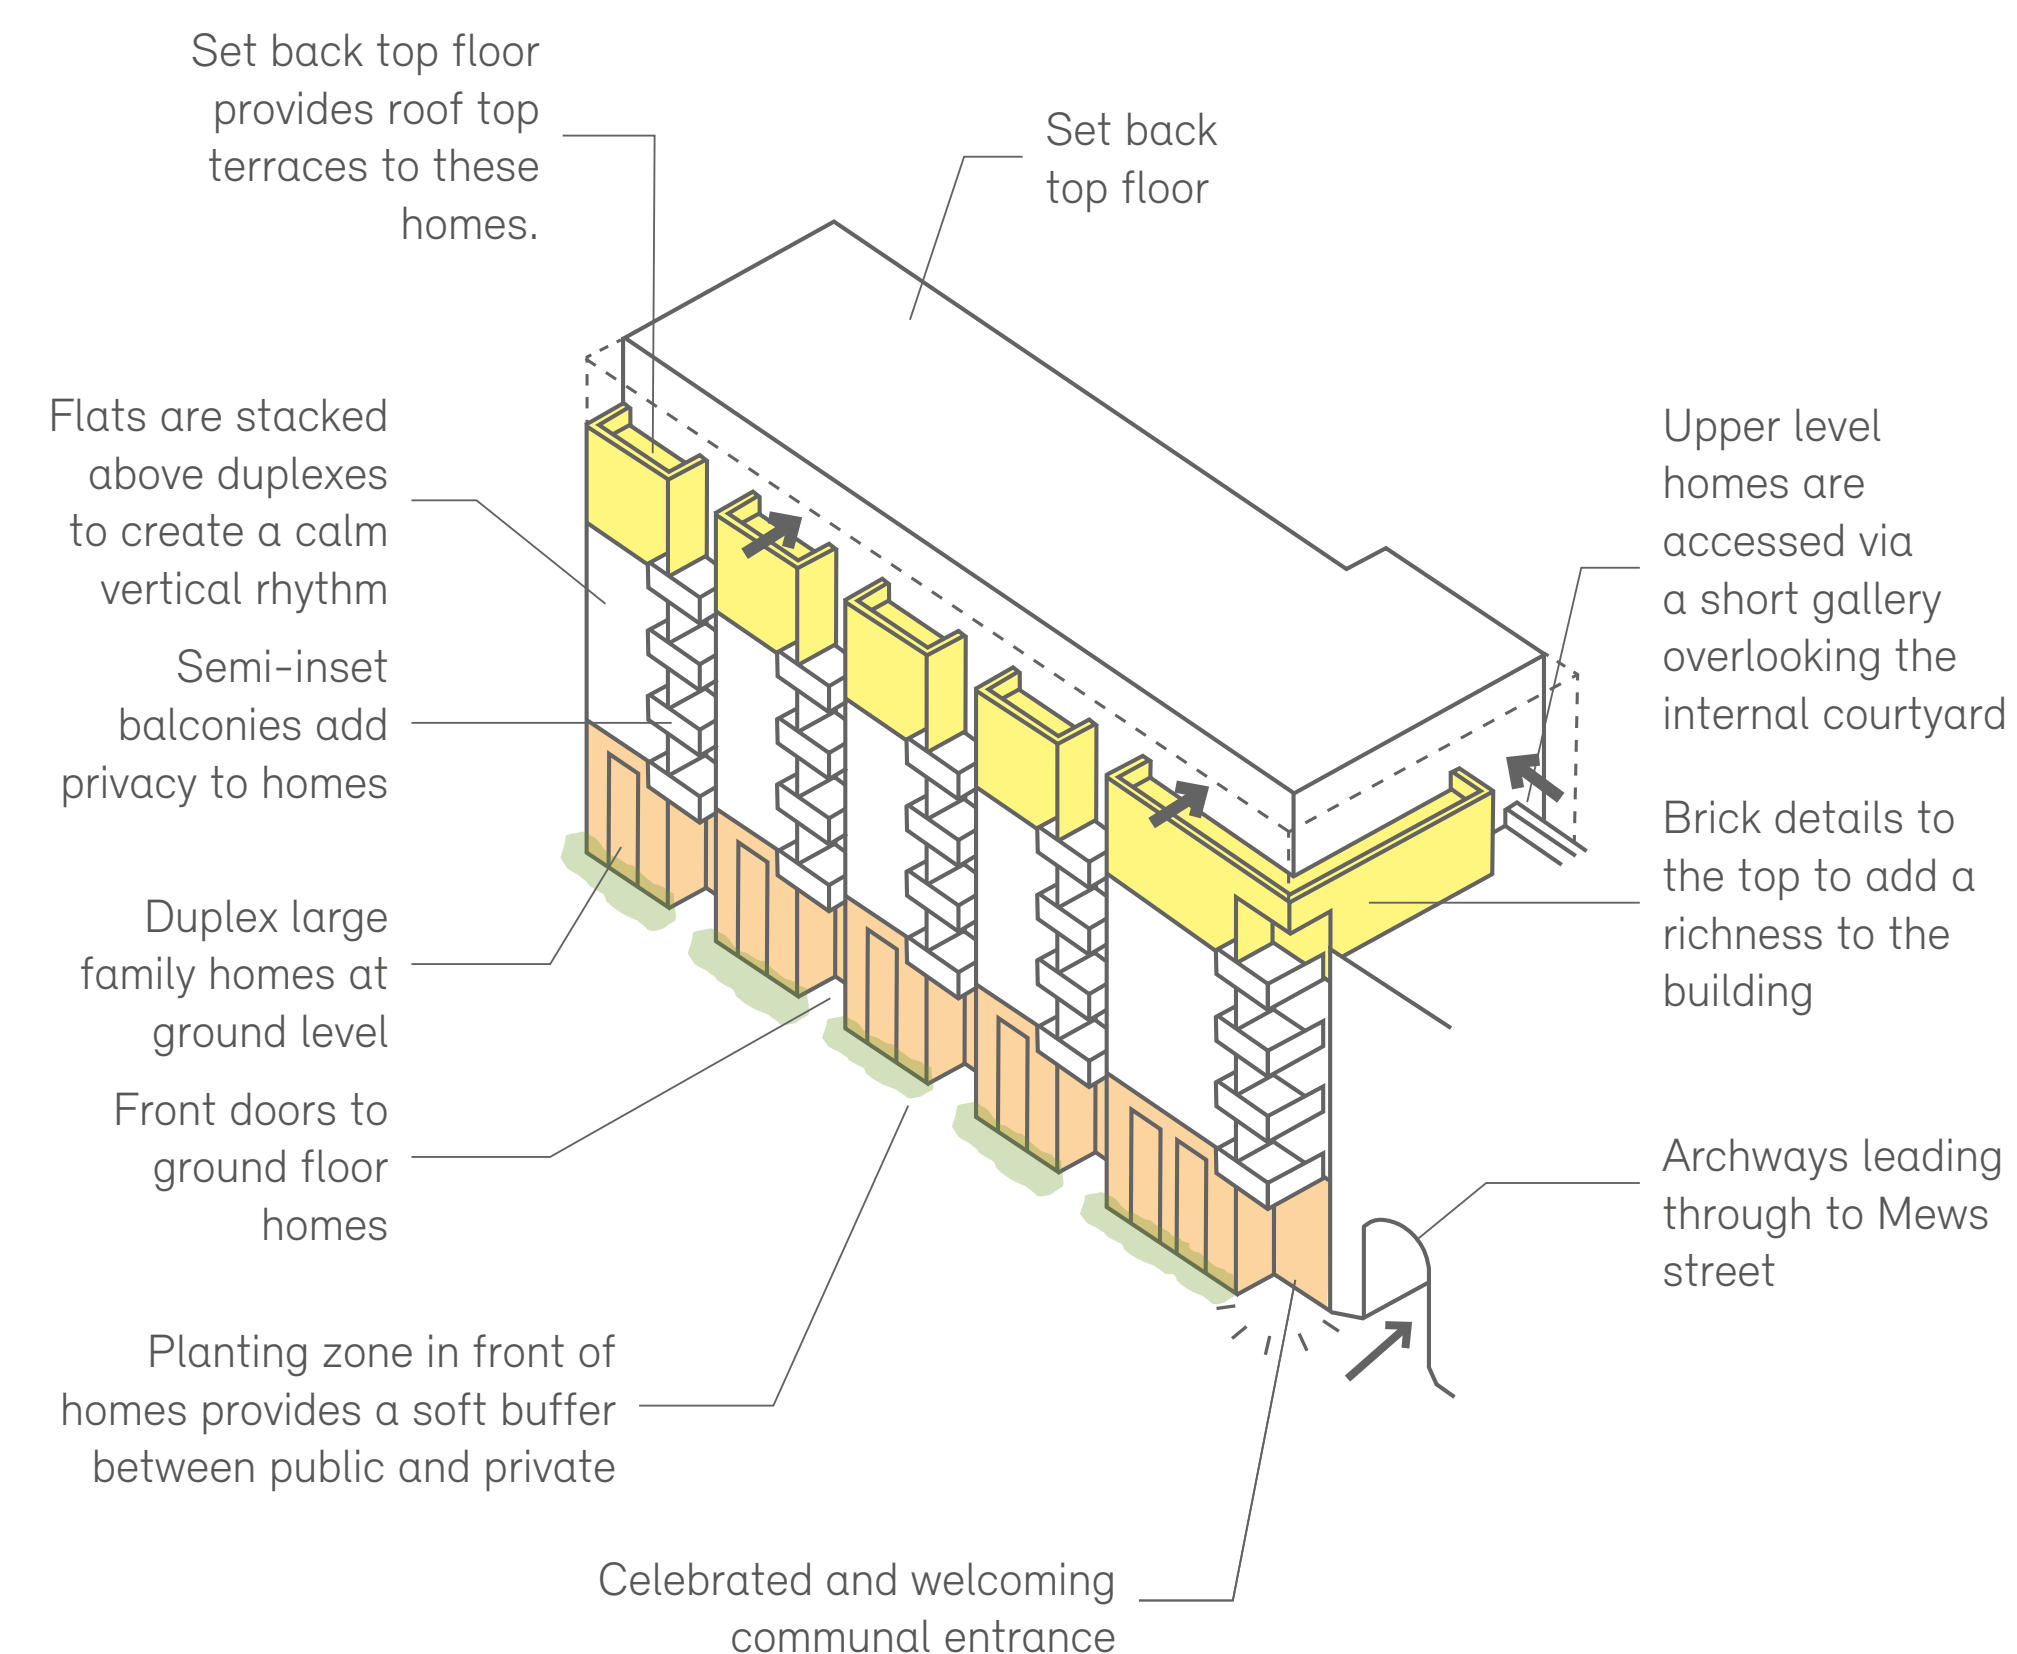 Set back top floor
provides roof top
terraces to these
homes.
Set back
top floor
Flats are stacked
above duplexes
to create a calm
vertical rhythm
Semi-inset
balconies add
privacy to homes
Duplex large
family homes at
ground level
Front doors to
ground floor
homes
Planting zone in front of
homes provides a soft buffer
between public and private
Celebrated and welcoming
communal entrance
Upper level
homes are
accessed via
a short gallery
overlooking the
internal courtyard
Brick details to
the top to add a
richness to the
building
Archways leading
through to Mews
street